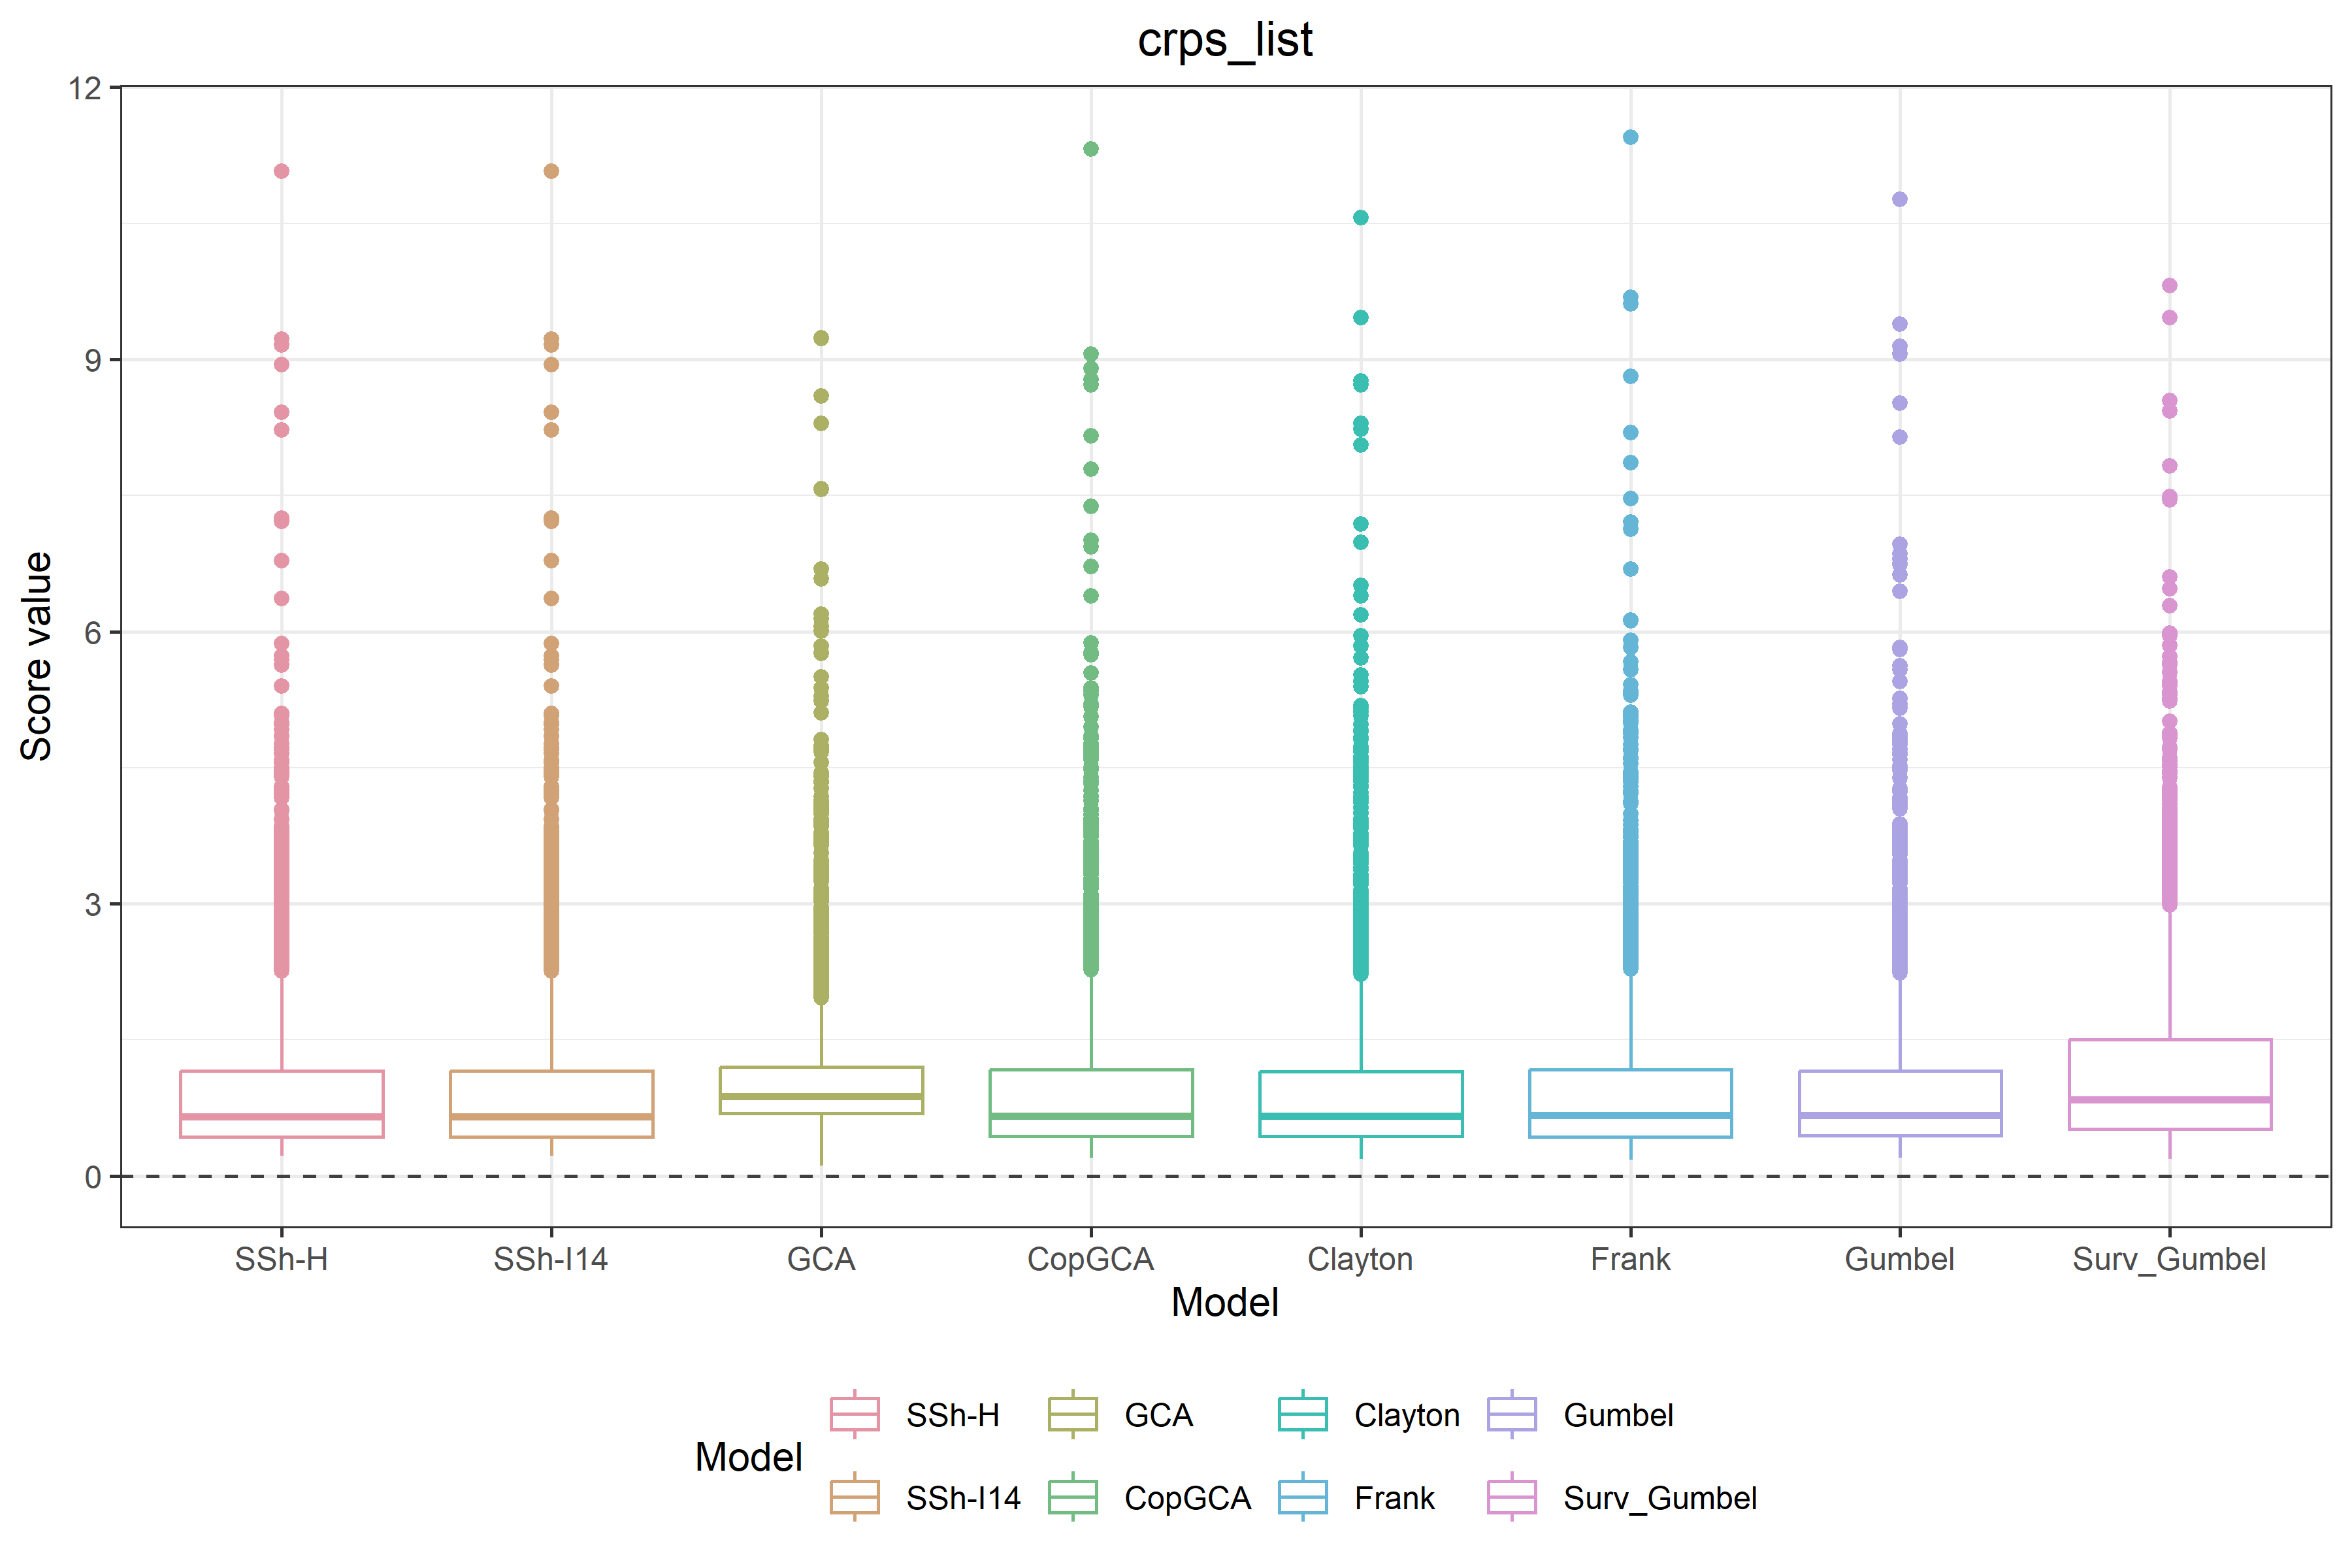 crps_list
12
9
6
3
0
Score value
SSh-H SSh-I14 GCA CopGCA Clayton Frank Gumbel Surv_Gumbel
Model
Model
SSh-H GCA Clayton Gumbel
SSh-I14 CopGCA Frank Surv_Gumbel